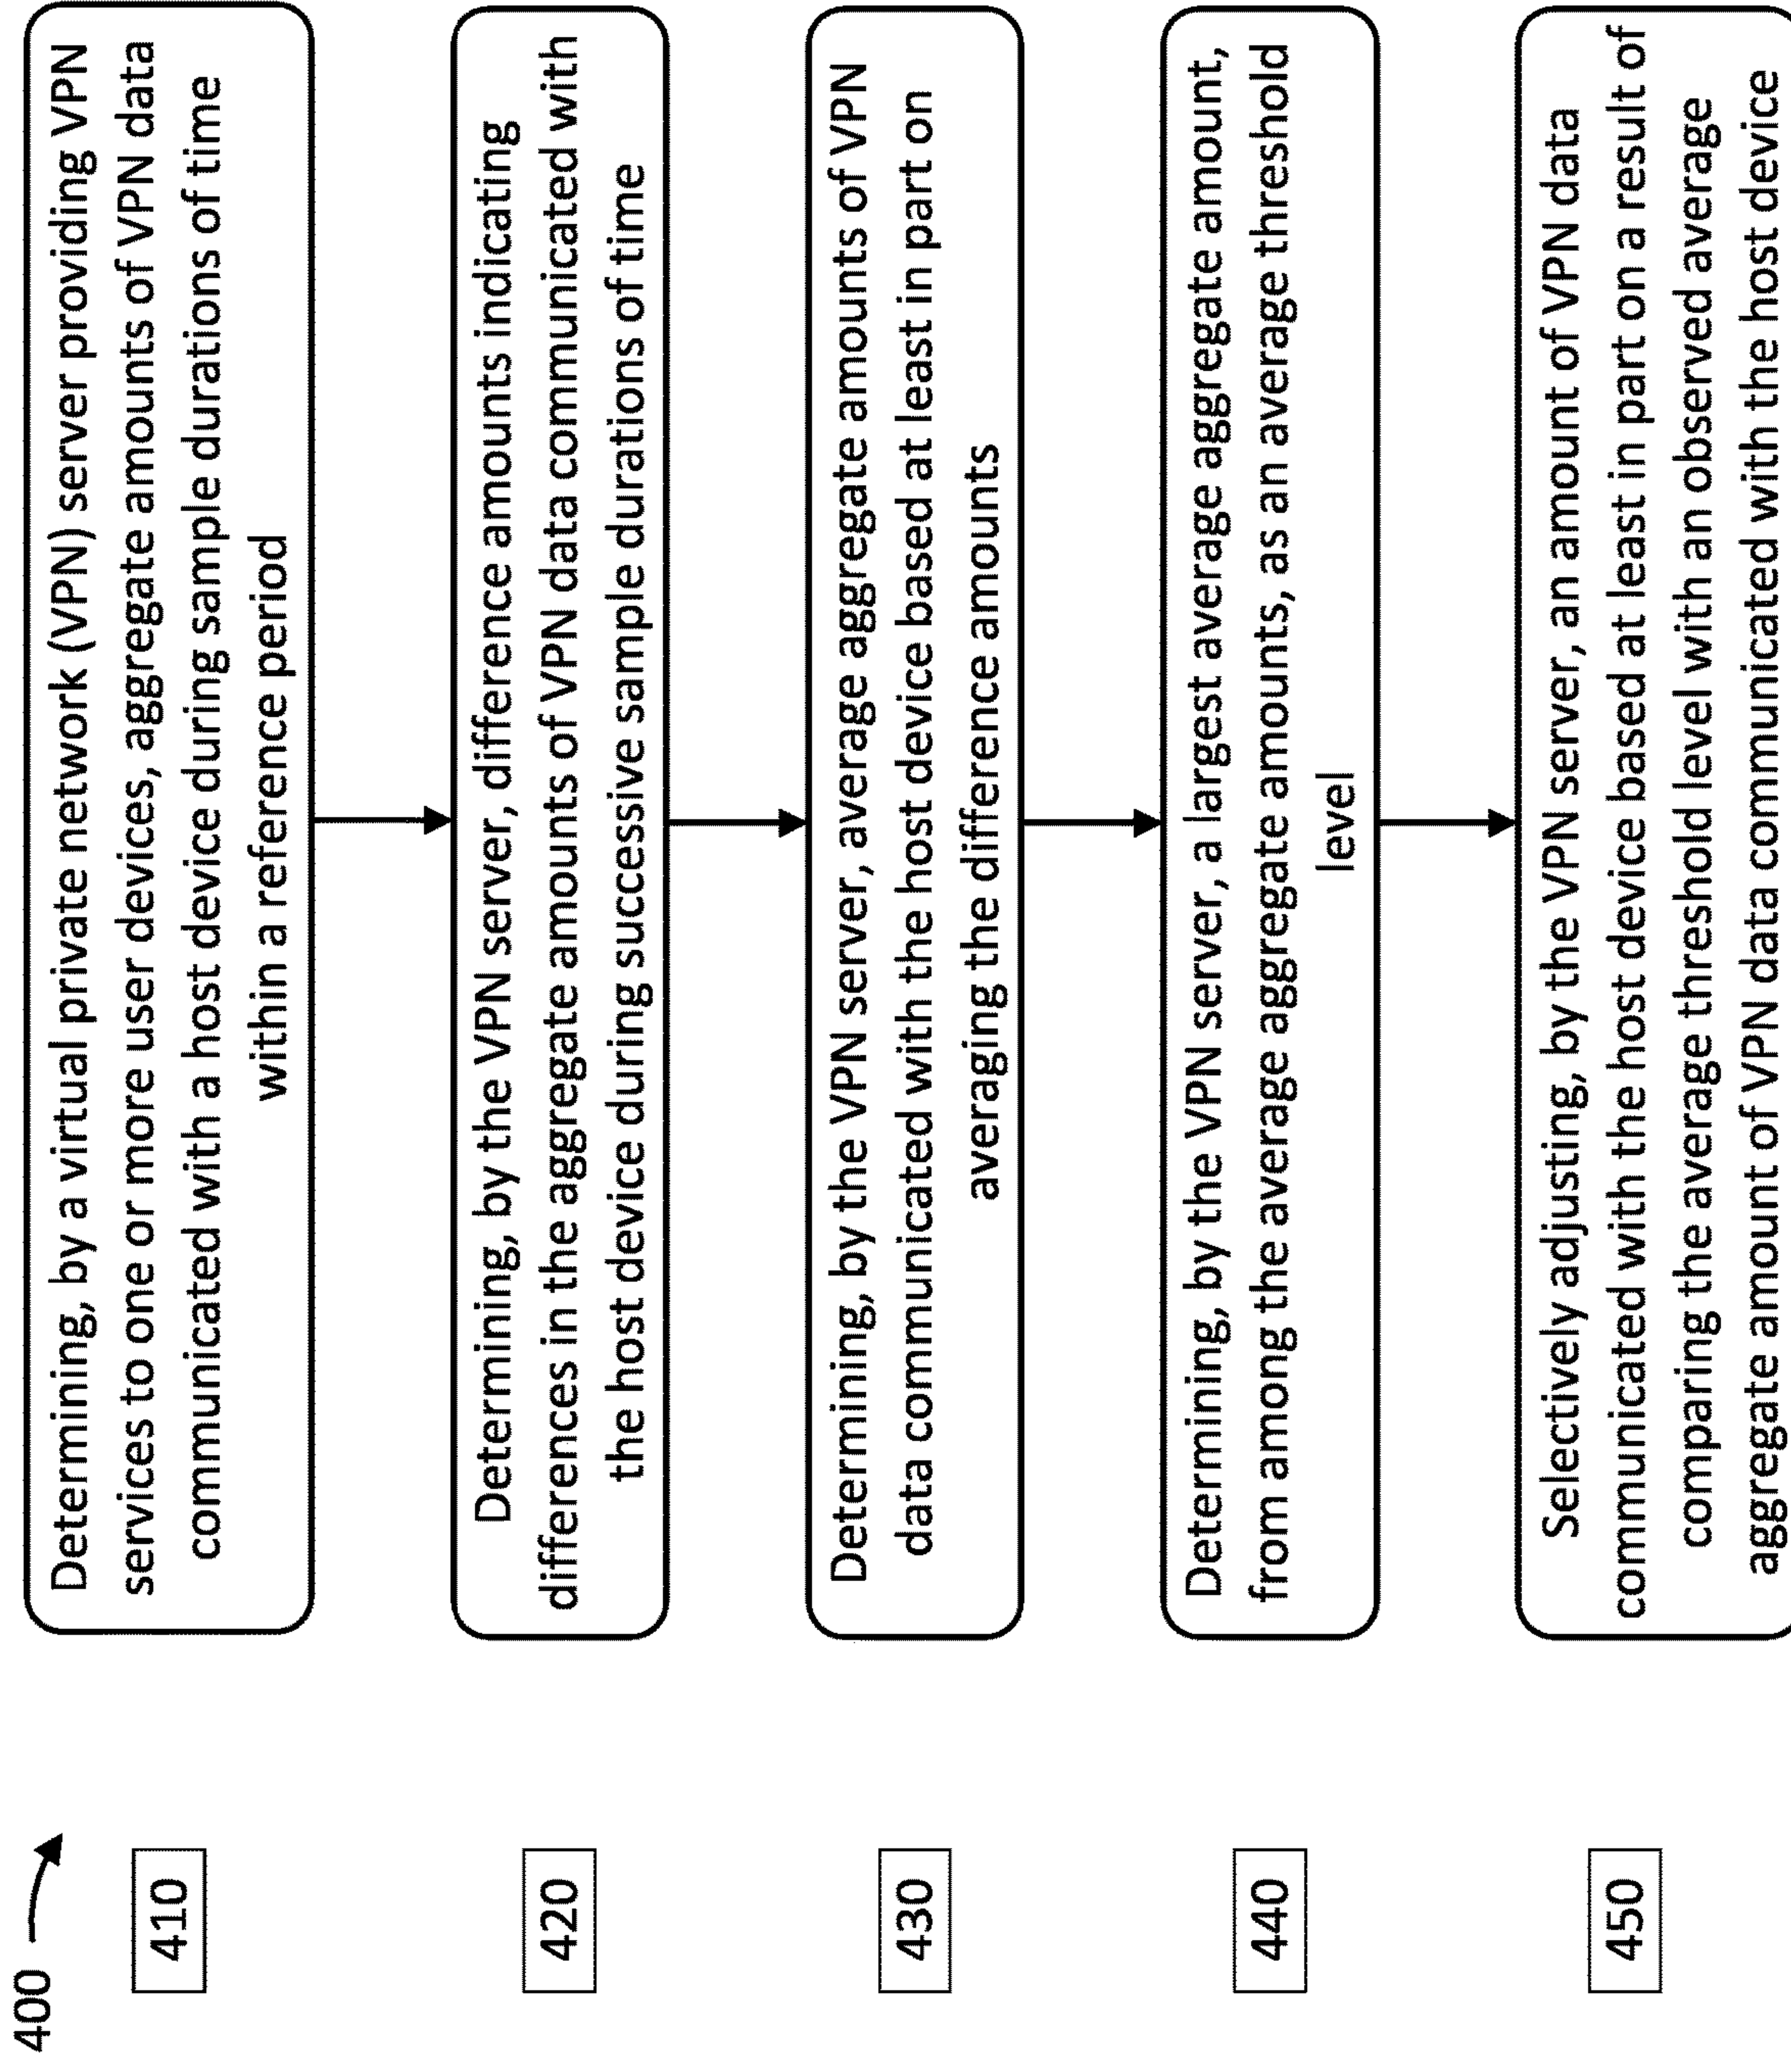 400
410
Determining, by a virtual private network (VPN) server providing VPN
services to one or more user devices, aggregate amounts of VPN data
communicated with a host device during sample durations of time
within a reference period
420
Determining, by the VPN server, difference amounts indicating
differences in the aggregate amounts of VPN data communicated with
the host device during successive sample durations of time
430
Determining, by the VPN server, average aggregate amounts of VPN
data communicated with the host device based at least in part on
averaging the difference amounts
440
Determining, by the VPN server, a largest average aggregate amount,
from among the average aggregate amounts, as an average threshold
level
450
Selectively adjusting, by the VPN server, an amount of VPN data
communicated with the host device based at least in part on a result of
comparing the average threshold level with an observed average
aggregate amount of VPN data communicated with the host device